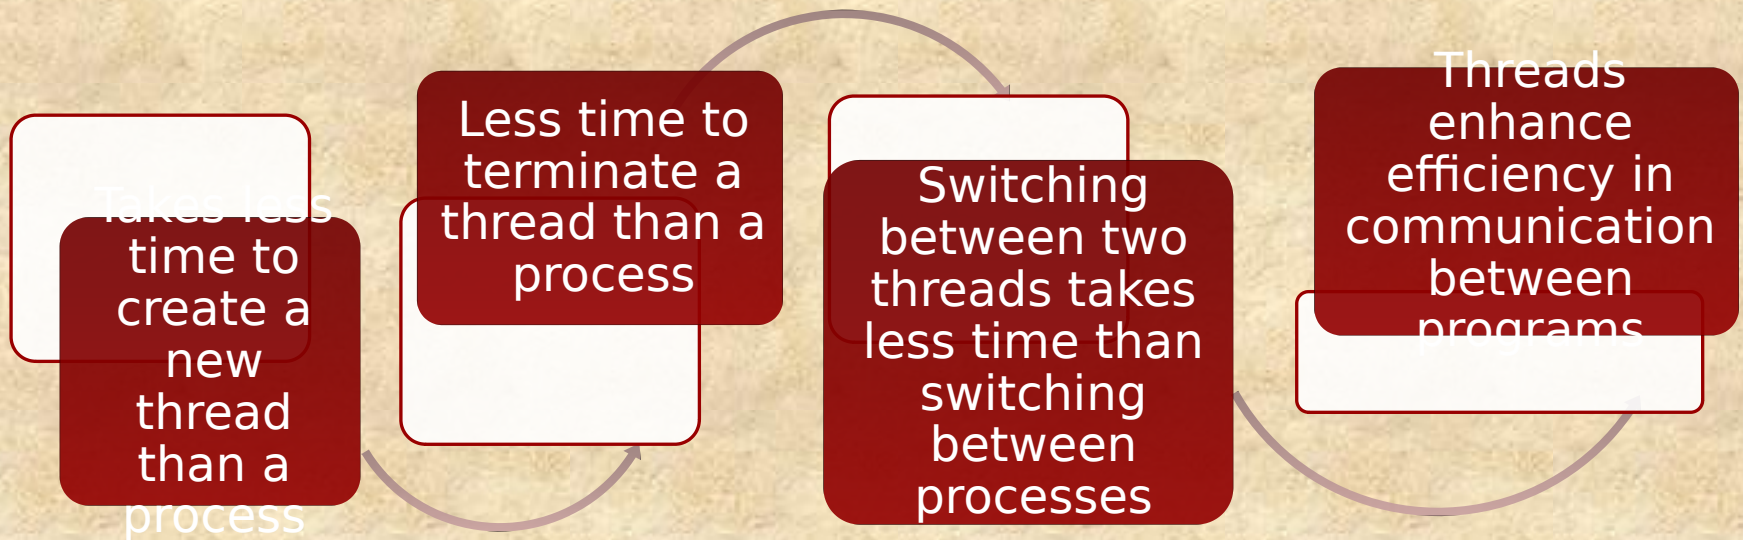 Takes less
time to
create a
new
thread
than a
process
Less time to
terminate a
thread than a
process
Switching
between two
threads takes
less time than
switching
between
processes
Threads
enhance
efficiency in
communication
between
programs